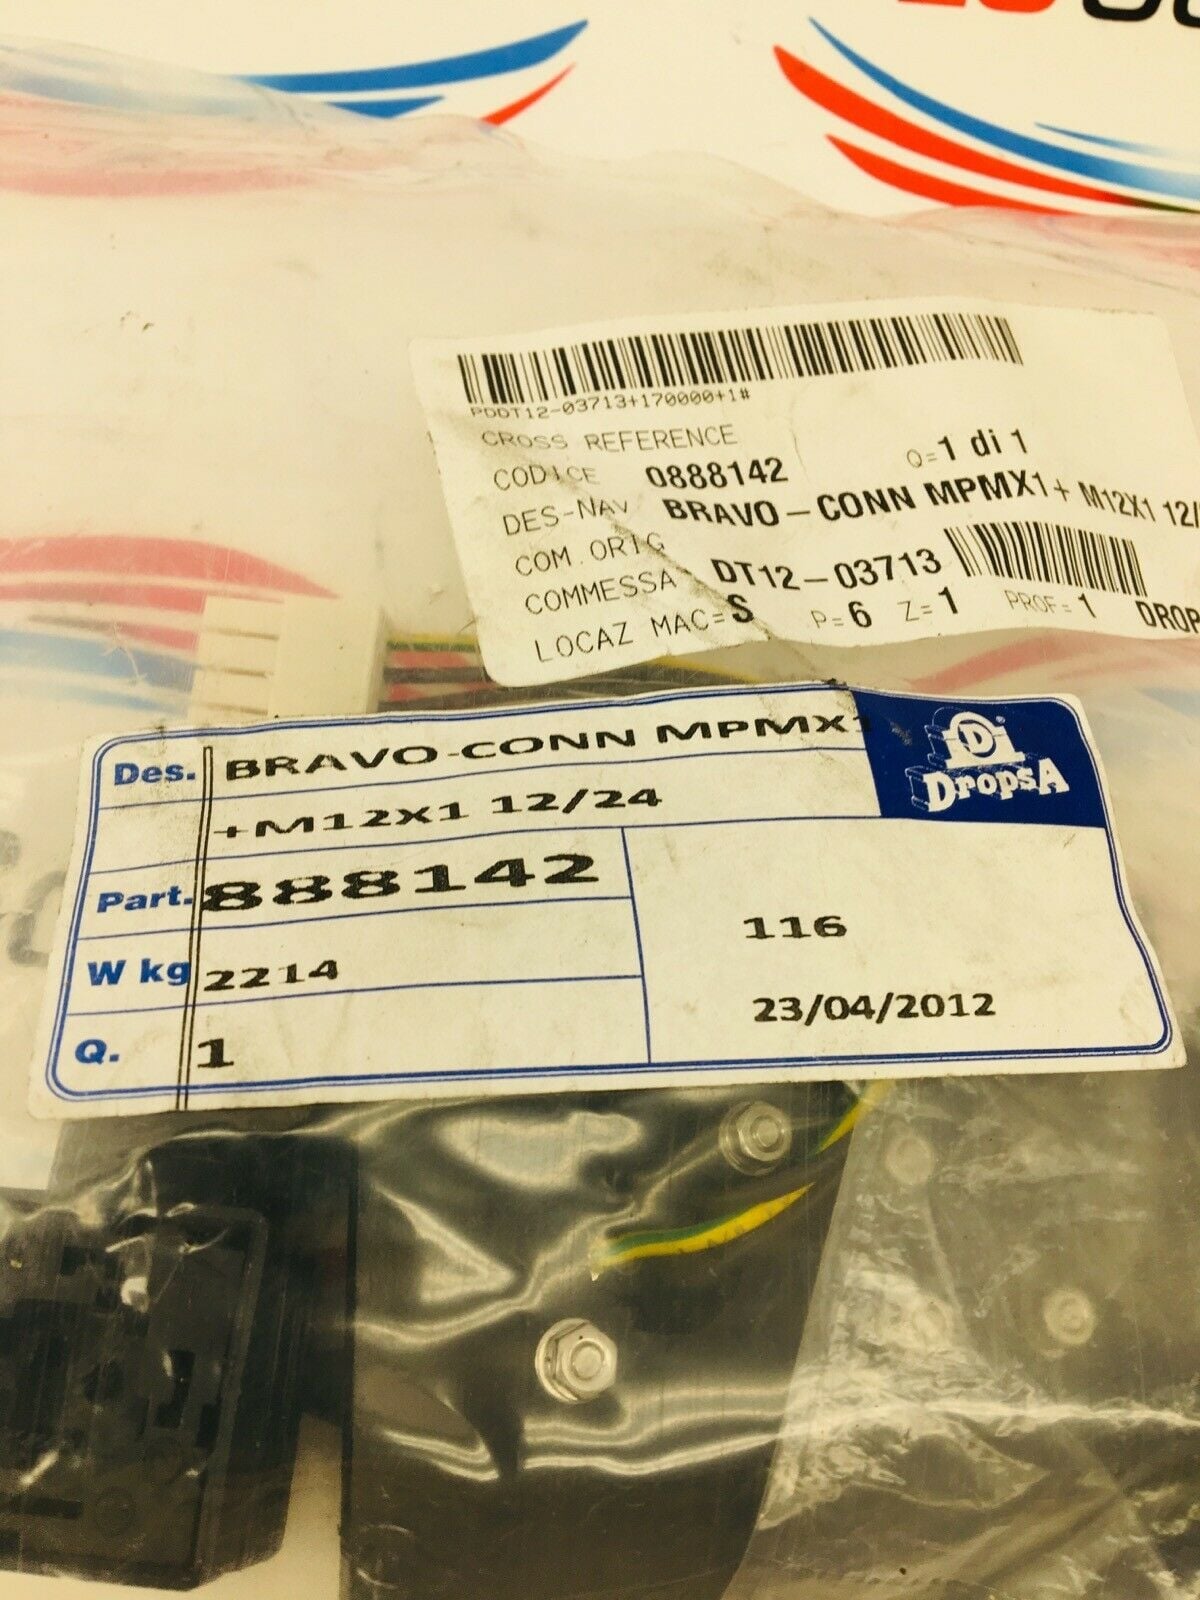 PDDT12-03713+170000+1#
CROSS REFERENCE
CODICE 0888142 Q=1 di 1
DES-NAV BRAVO-CONN MPMX1+ M12X1 12/
COM.ORIG
COMMESSA DT12-03713
LOCAZ MAC=S P=6 Z=1 PROF=1 DROP
Des. BRAVO-CONN MPMX1
+M12X1 12/24
DropsA
Part. 888142
W kg 2214
Q. 1
116
23/04/2012